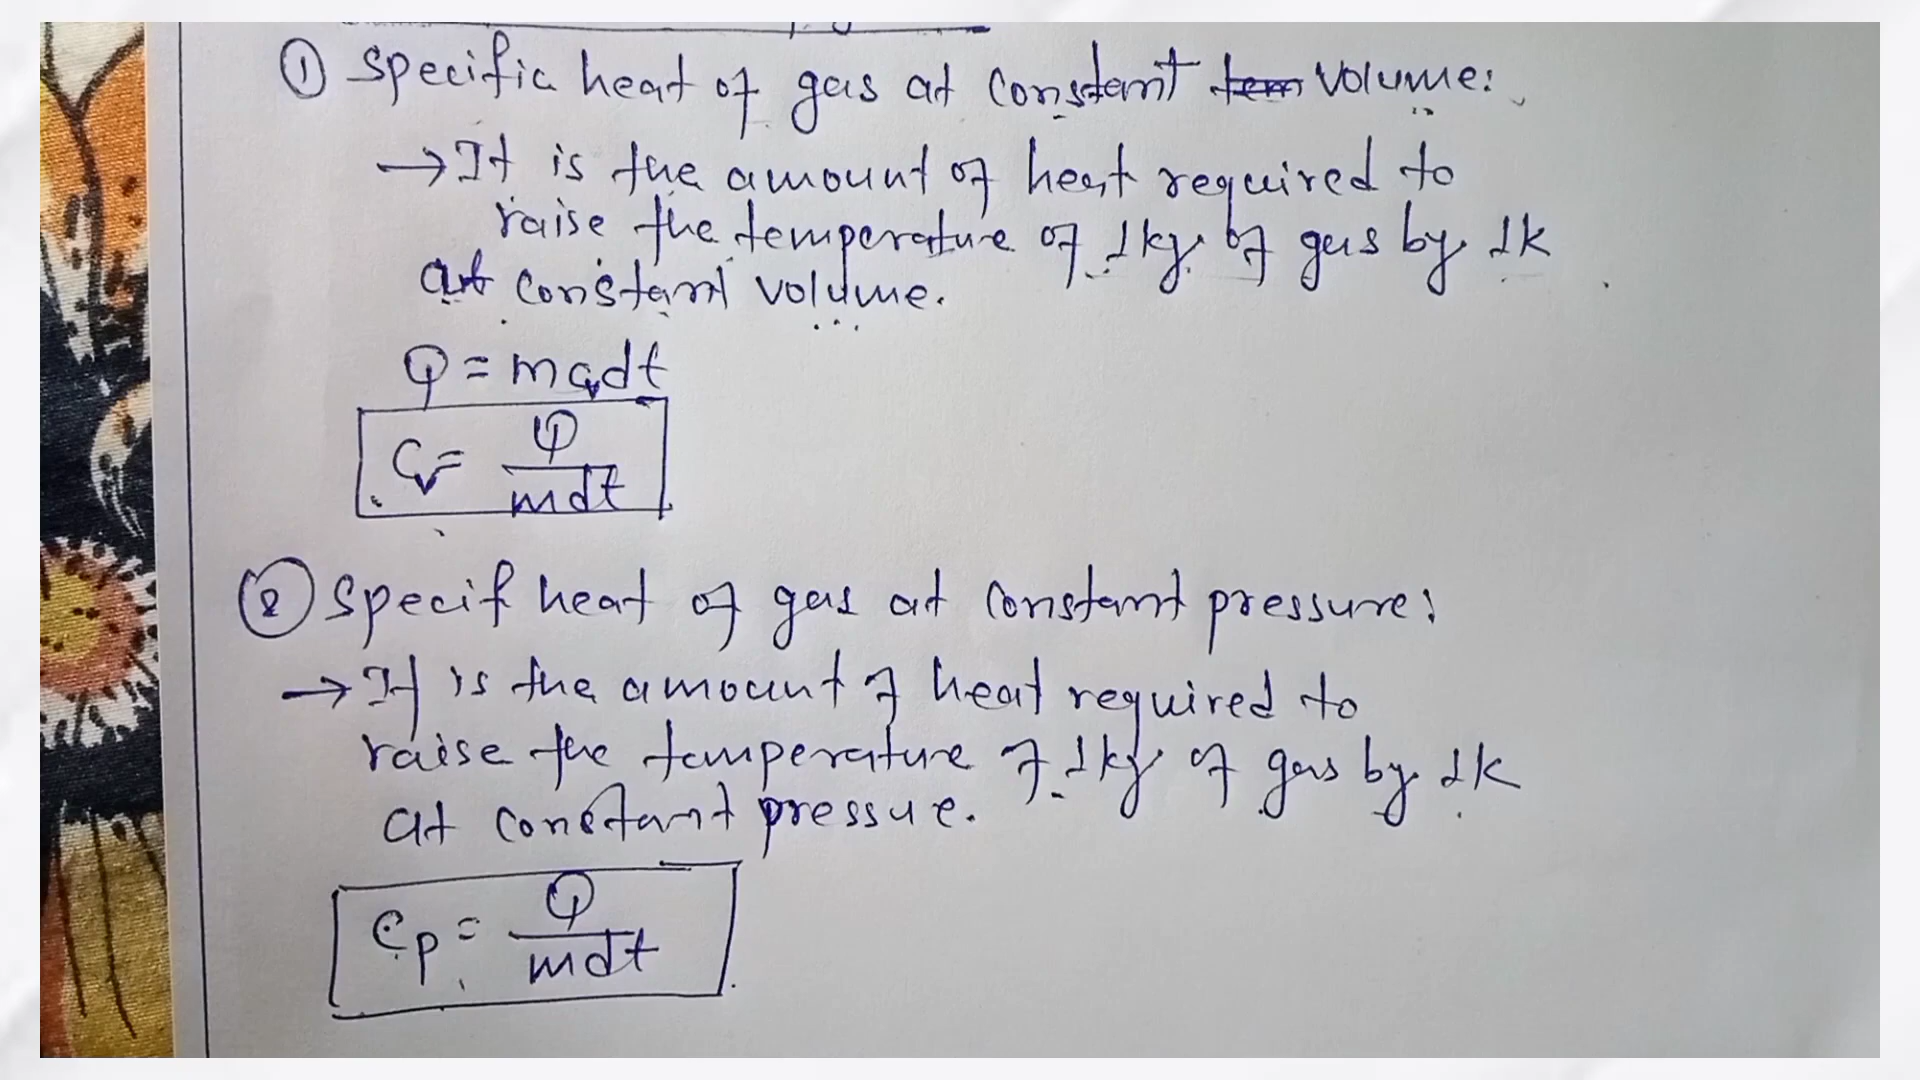 ① Specific heat of gas at constant volume:
→ It is the amount of heat required to
raise the temperature of 1kg of gas by 1k
at constant volume.
Q = mCvdt
Cv = Q/mdt
② Specif heat of gas at constant pressure:
→ It is the amount of heat required to
raise the temperature of 1kg of gas by 1K
at constant pressue.
Cp = Q/mdt